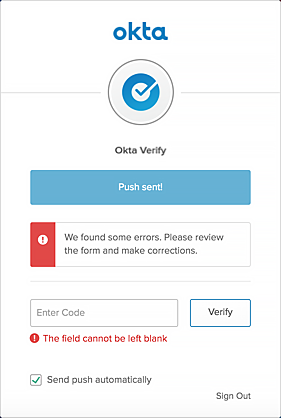 okta
Okta Verify
Push sent!
We found some errors. Please review
the form and make corrections.
Enter Code
Verify
The field cannot be left blank
Send push automatically
Sign Out